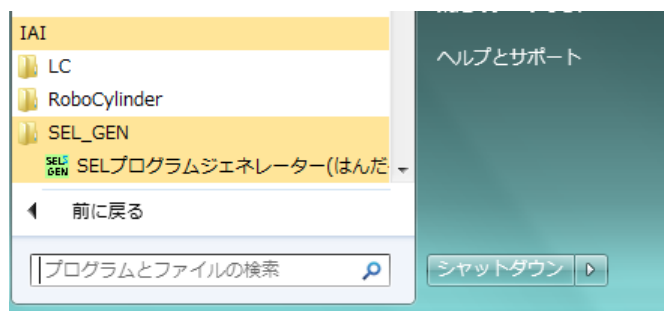 IAI
LC
RoboCylinder
SEL_GEN
SELプログラムジェネレーター(はんだ
前に戻る
プログラムとファイルの検索
ヘルプとサポート
シャットダウン